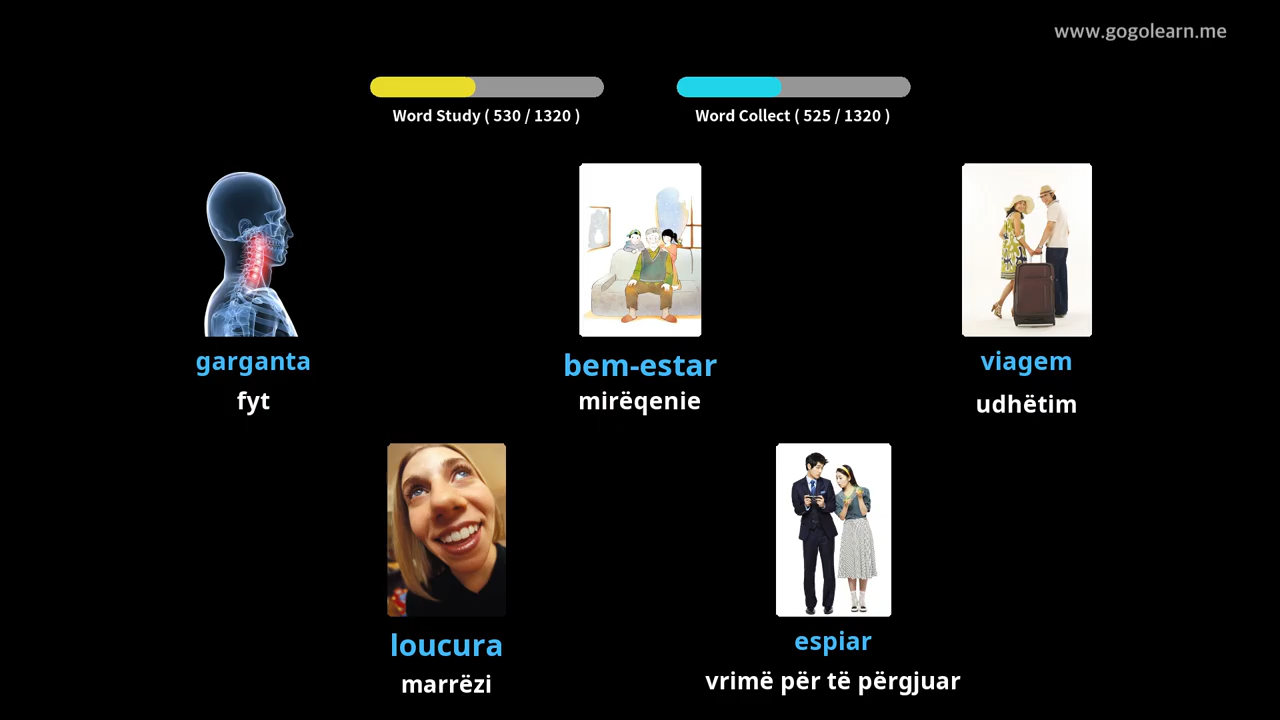 www.gogolearn.me
Word Study ( 530 / 1320 )
Word Collect ( 525 / 1320 )
garganta
fyt
bem-estar
mirëqenie
viagem
udhëtim
loucura
marrëzi
espiar
vrimë për të përgjuar